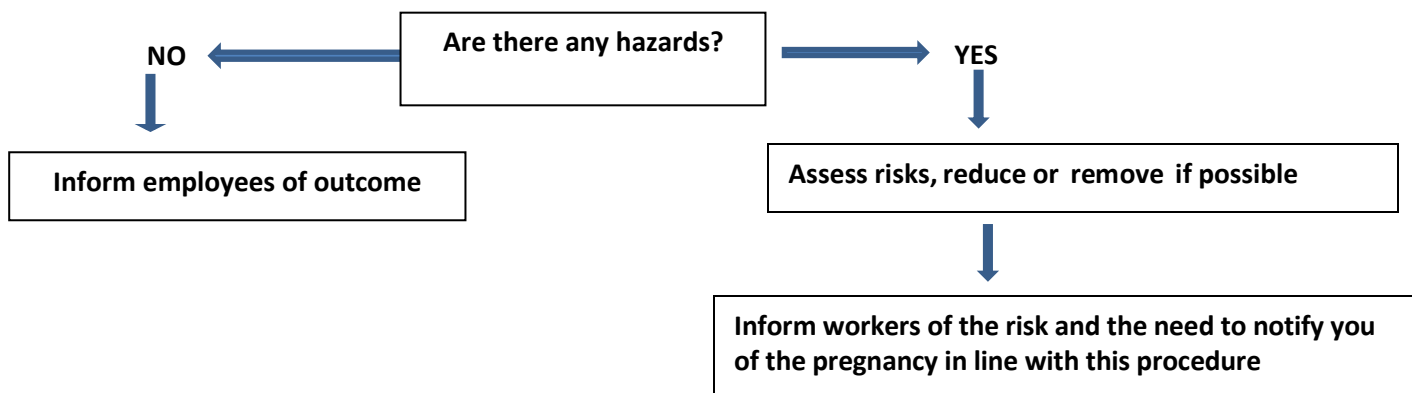 Are there any hazards?
NO
YES
Inform employees of outcome
Assess risks, reduce or remove if possible
Inform workers of the risk and the need to notify you
of the pregnancy in line with this procedure